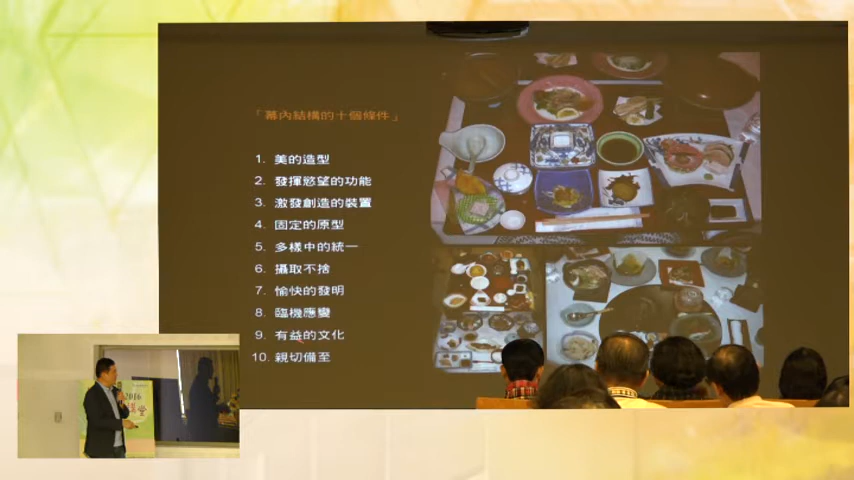 「幕內結構的十個條件」
1. 美的造型
2. 發揮慾望的功能
3. 激發創造的裝置
4. 固定的原型
5. 多樣中的統一
6. 攝取不捨
7. 愉快的發明
8. 臨機應變
9. 有益的文化
10. 親切備至
2016